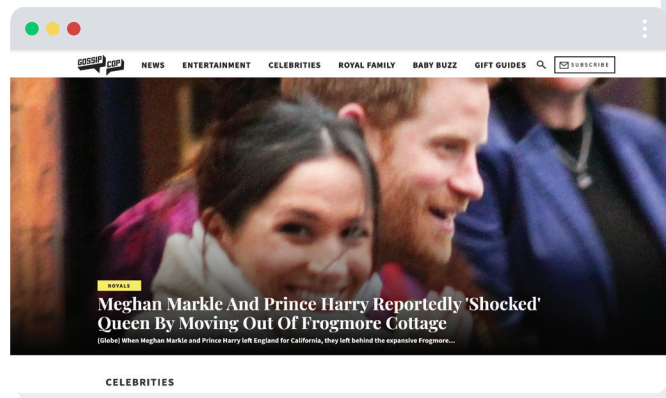 GOSSIP COP
NEWS ENTERTAINMENT CELEBRITIES ROYAL FAMILY BABY BUZZ GIFT GUIDES SUBSCRIBE
ROYALS
Meghan Markle And Prince Harry Reportedly 'Shocked'
Queen By Moving Out Of Frogmore Cottage
(Globe) When Meghan Markle and Prince Harry left England for California, they left behind the expansive Frogmore...
CELEBRITIES